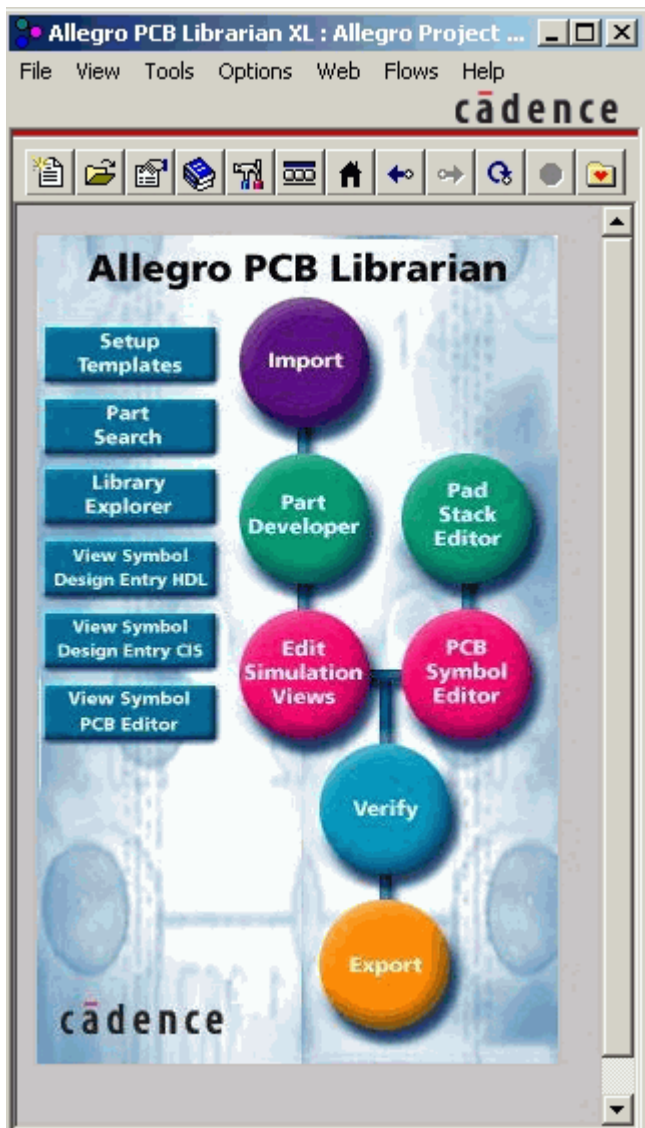 Allegro PCB Librarian XL : Allegro Project ...
File View Tools Options Web Flows Help
cādence
Allegro PCB Librarian
Setup
Templates
Part
Search
Library
Explorer
View Symbol
Design Entry HDL
View Symbol
Design Entry CIS
View Symbol
PCB Editor
Import
Part
Developer
Pad
Stack
Editor
Edit
Simulation
Views
PCB
Symbol
Editor
Verify
Export
cādence